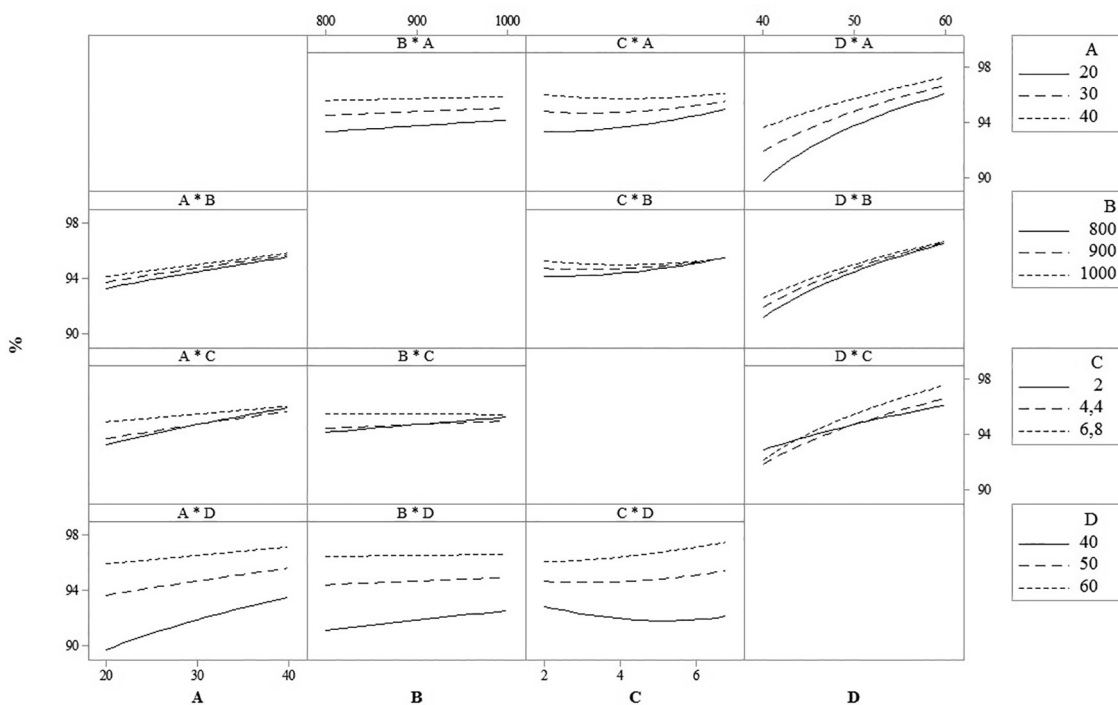 800 900 1000 40 50 60
B * A C * A D * A
A
20
30
40
98
94
90
A * B C * B D * B
B
800
900
1000
98
94
90
%
A * C B * C D * C
C
2
4,4
6,8
98
94
90
A * D B * D C * D
D
40
50
60
98
94
90
20 30 40 2 4 6
A B C D